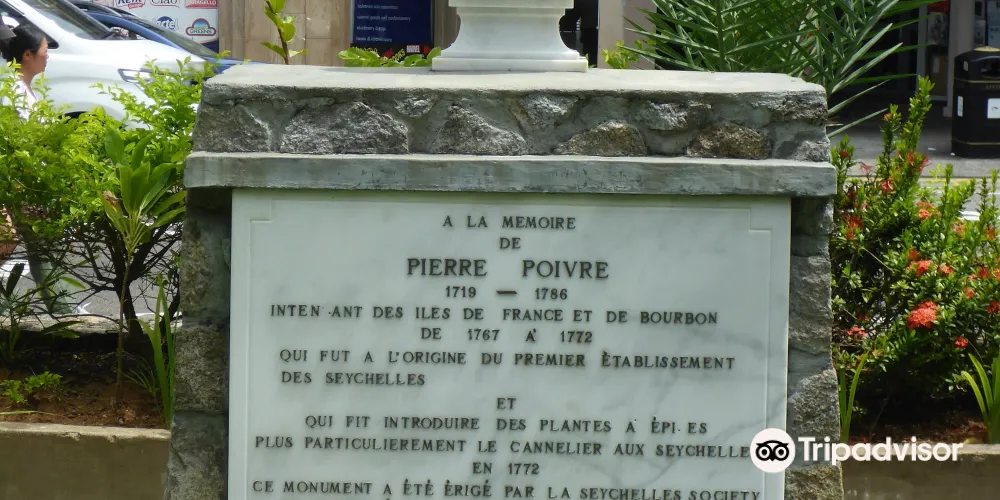 MARVEL
A LA MEMOIRE
DE
PIERRE POIVRE
1719 — 1786
INTEN·ANT DES ILES DE FRANCE ET DE BOURBON
DE 1767 A' 1772
QUI FUT A L'ORIGINE DU PREMIER ÈTABLISSEMENT
DES SEYCHELLES
ET
QUI FIT INTRODUIRE DES PLANTES A' ÉPI·ES
PLUS PARTICULIEREMENT LE CANNELIER AUX SEYCHELLE
EN 1772
CE MONUMENT A ÉTÉ ÉRIGÉ PAR LA SEYCHELLES SOCIETY
Tripadvisor